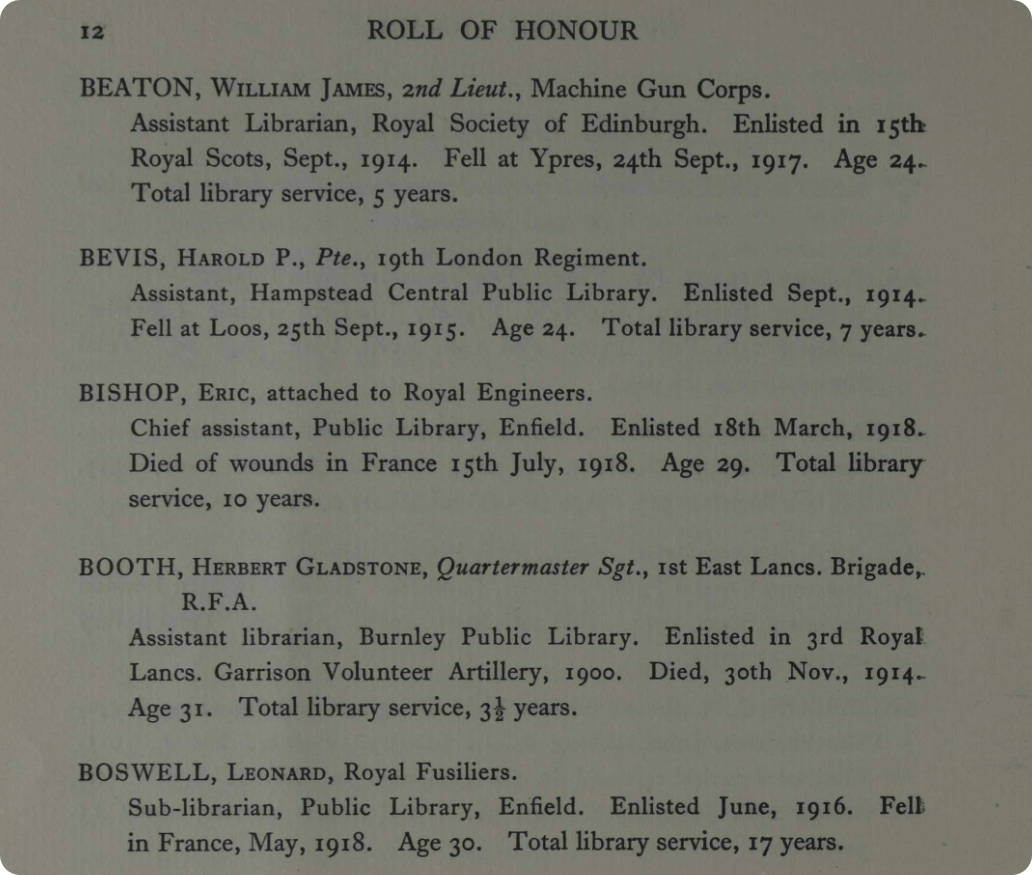 12 ROLL OF HONOUR
BEATON, WILLIAM JAMES, 2nd Lieut., Machine Gun Corps.
Assistant Librarian, Royal Society of Edinburgh. Enlisted in 15th
Royal Scots, Sept., 1914. Fell at Ypres, 24th Sept., 1917. Age 24.
Total library service, 5 years.
BEVIS, HAROLD P., Pte., 19th London Regiment.
Assistant, Hampstead Central Public Library. Enlisted Sept., 1914.
Fell at Loos, 25th Sept., 1915. Age 24. Total library service, 7 years.
BISHOP, ERIC, attached to Royal Engineers.
Chief assistant, Public Library, Enfield. Enlisted 18th March, 1918.
Died of wounds in France 15th July, 1918. Age 29. Total library
service, 10 years.
BOOTH, HERBERT GLADSTONE, Quartermaster Sgt., 1st East Lancs. Brigade,
R.F.A.
Assistant librarian, Burnley Public Library. Enlisted in 3rd Royal
Lancs. Garrison Volunteer Artillery, 1900. Died, 30th Nov., 1914.
Age 31. Total library service, 3½ years.
BOSWELL, LEONARD, Royal Fusiliers.
Sub-librarian, Public Library, Enfield. Enlisted June, 1916. Fell
in France, May, 1918. Age 30. Total library service, 17 years.